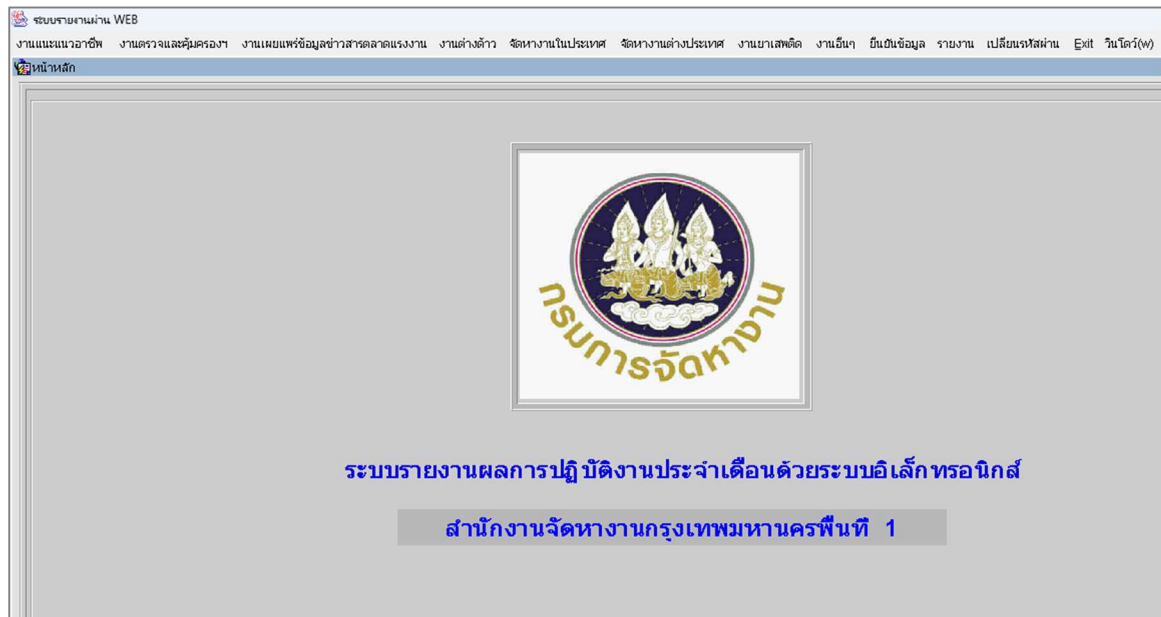 ระบบรายงานผ่าน WEB
งานแนะแนวอาชีพ งานตรวจและคุ้มครองฯ งานเผยแพร่ข้อมูลข่าวสารตลาดแรงงาน งานต่างด้าว จัดหางานในประเทศ จัดหางานต่างประเทศ งานยาเสพติด งานอื่นๆ ยืนยันข้อมูล รายงาน เปลี่ยนรหัสผ่าน Exit วินโดว์(w)
หน้าหลัก
กรมการจัดหางาน
ระบบรายงานผลการปฏิบัติงานประจำเดือนด้วยระบบอิเล็กทรอนิกส์
สำนักงานจัดหางานกรุงเทพมหานครพื้นที่ 1